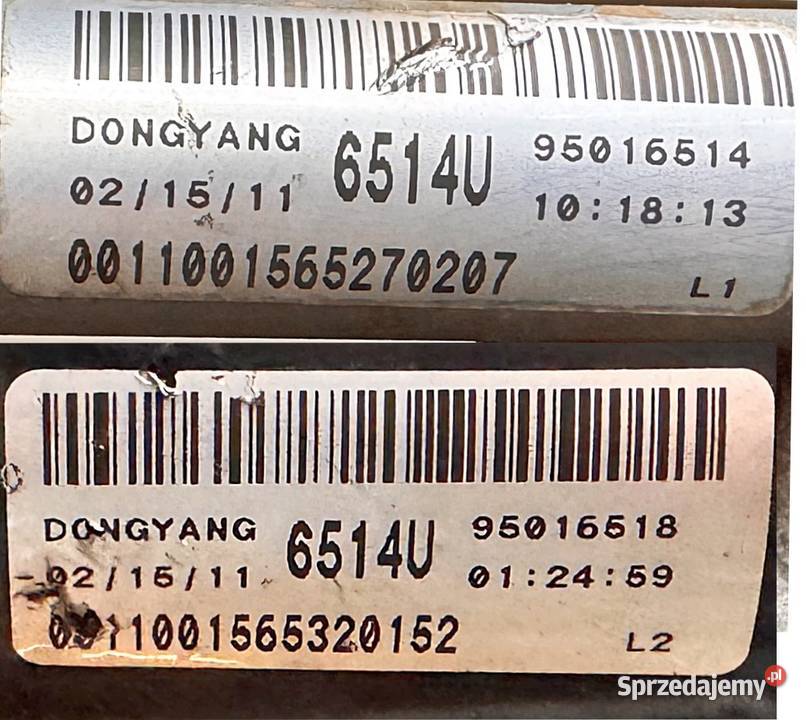 DONGYANG 6514U 95016514
02/15/11 10:18:13
0011001565270207 L1
DONGYANG 6514U 95016518
02/15/11 01:24:59
0011001565320152 L2
Sprzedajemy.pl